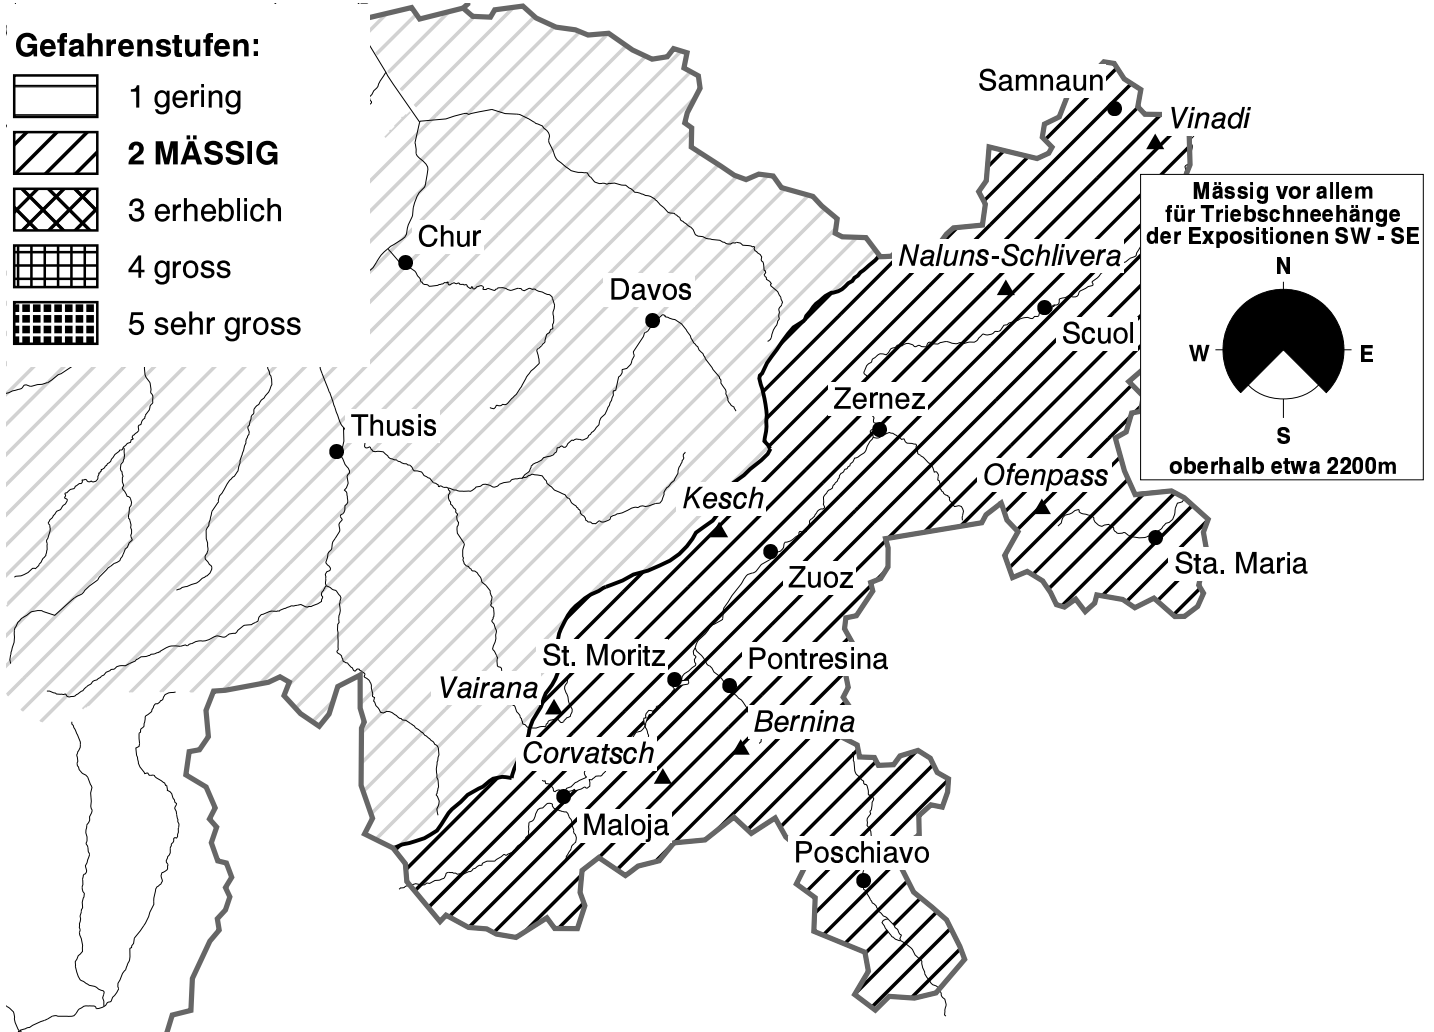 Gefahrenstufen:
1 gering
2 MÄSSIG
3 erheblich
4 gross
5 sehr gross
Samnaun
Vinadi
Mässig vor allem
für Triebschneehänge
der Expositionen SW - SE
N
W
E
S
oberhalb etwa 2200m
Chur
Naluns-Schlivera
Davos
Scuol
Zernez
Thusis
Ofenpass
Kesch
Sta. Maria
Zuoz
St. Moritz
Pontresina
Vairana
Bernina
Corvatsch
Maloja
Poschiavo